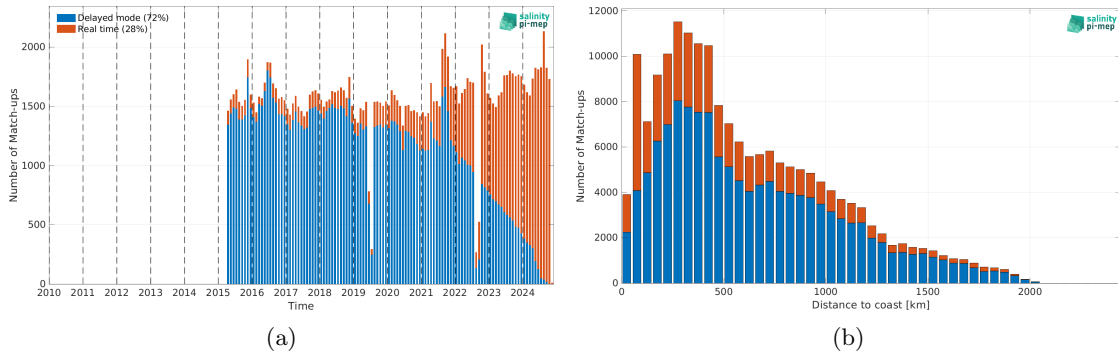 Delayed mode (72%)
Real time (28%)
salinity
pi-mep
Number of Match-ups
2000
1500
1000
500
0
2010 2011 2012 2013 2014 2015 2016 2017 2018 2019 2020 2021 2022 2023 2024
Time
(a)
salinity
pi-mep
Number of Match-ups
12000
10000
8000
6000
4000
2000
0
0 500 1000 1500 2000
Distance to coast [km]
(b)